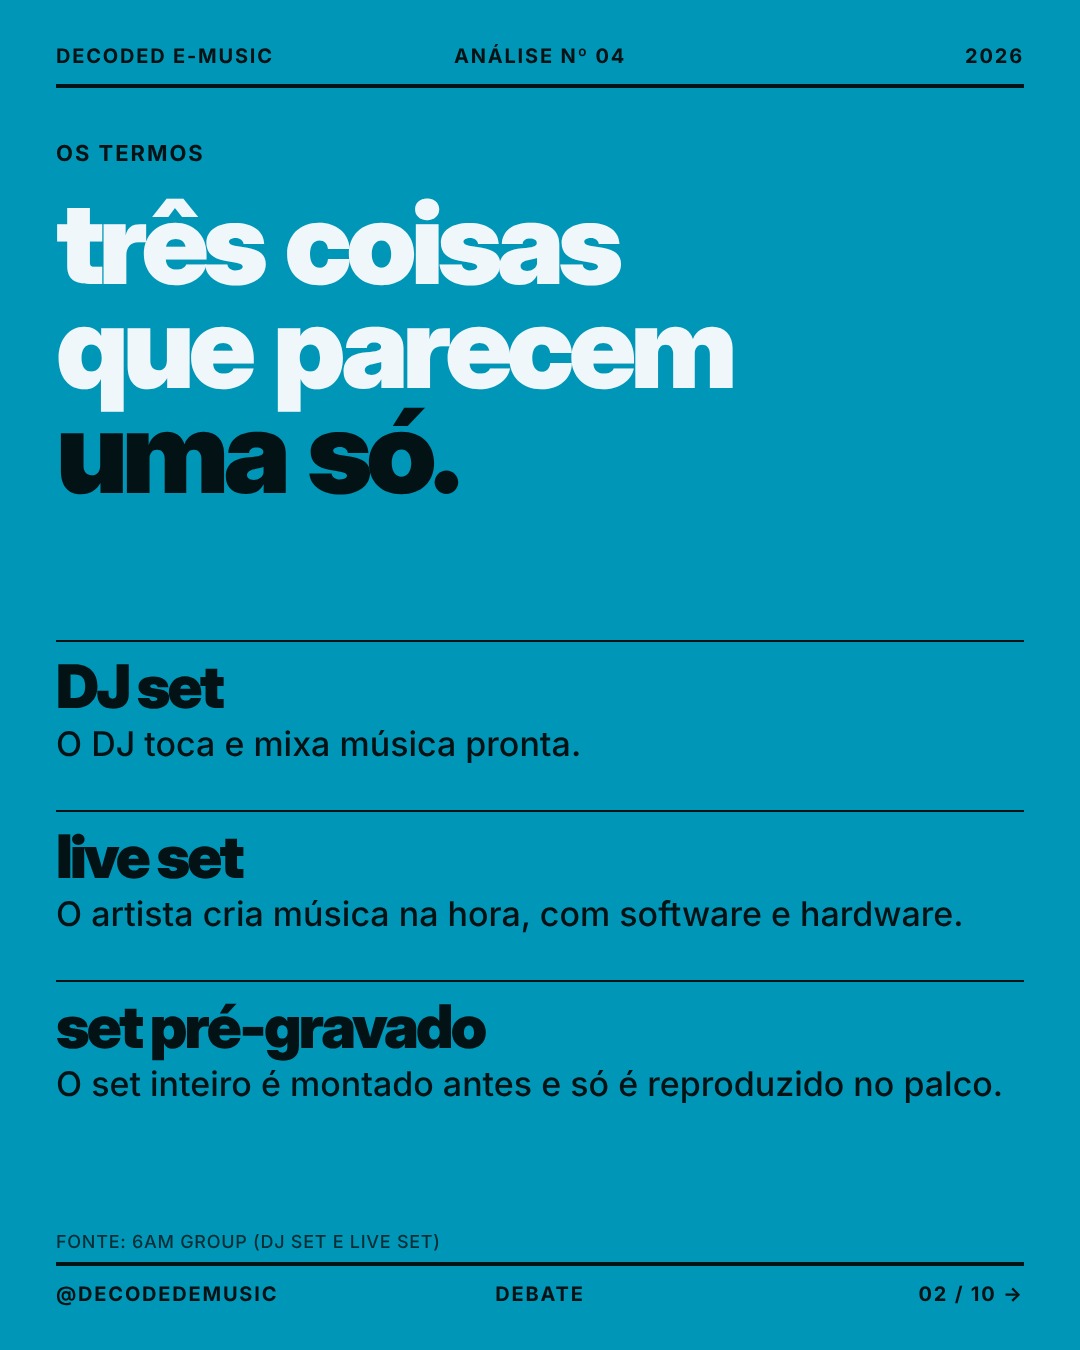 DECODED E-MUSIC ANÁLISE Nº 04 2026
OS TERMOS
três coisas
que parecem
uma só.
DJ set
O DJ toca e mixa música pronta.
live set
O artista cria música na hora, com software e hardware.
set pré-gravado
O set inteiro é montado antes e só é reproduzido no palco.
FONTE: 6AM GROUP (DJ SET E LIVE SET)
@DECODEDEMUSIC DEBATE 02 / 10 →